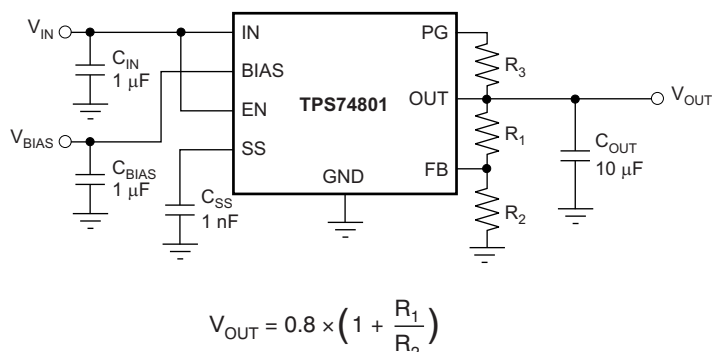 V_IN
C_IN
1 µF
V_BIAS
C_BIAS
1 µF
C_SS
1 nF
IN
BIAS
EN
SS
TPS74801
GND
PG
OUT
FB
R_3
R_1
R_2
V_OUT
C_OUT
10 µF
V_OUT = 0.8 × (1 + R_1 / R_2)